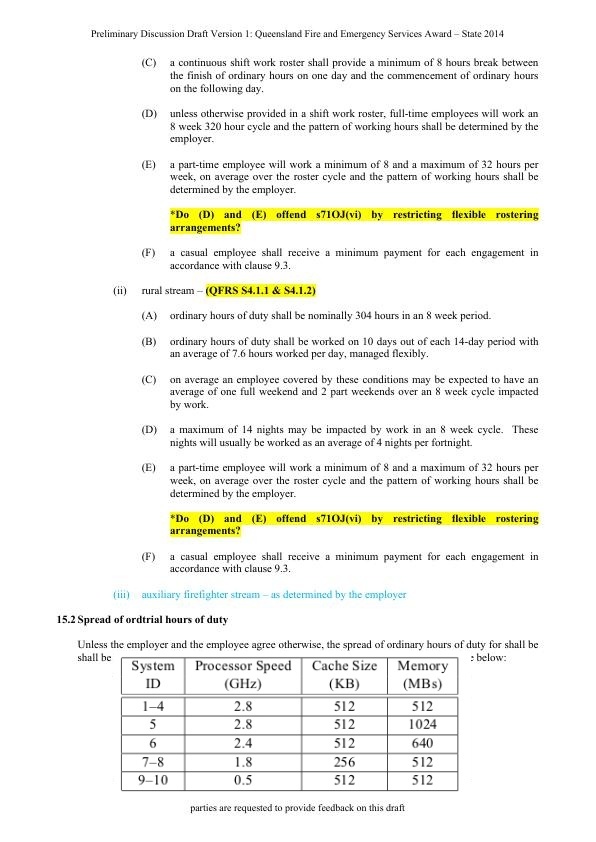 Preliminary Discussion Draft Version 1: Queensland Fire and Emergency Services Award – State 2014
(C) a continuous shift work roster shall provide a minimum of 8 hours break between
the finish of ordinary hours on one day and the commencement of ordinary hours
on the following day.
(D) unless otherwise provided in a shift work roster, full-time employees will work an
8 week 320 hour cycle and the pattern of working hours shall be determined by the
employer.
(E) a part-time employee will work a minimum of 8 and a maximum of 32 hours per
week, on average over the roster cycle and the pattern of working hours shall be
determined by the employer.
*Do (D) and (E) offend s71OJ(vi) by restricting flexible rostering
arrangements?
(F) a casual employee shall receive a minimum payment for each engagement in
accordance with clause 9.3.
(ii) rural stream – (QFRS S4.1.1 & S4.1.2)
(A) ordinary hours of duty shall be nominally 304 hours in an 8 week period.
(B) ordinary hours of duty shall be worked on 10 days out of each 14-day period with
an average of 7.6 hours worked per day, managed flexibly.
(C) on average an employee covered by these conditions may be expected to have an
average of one full weekend and 2 part weekends over an 8 week cycle impacted
by work.
(D) a maximum of 14 nights may be impacted by work in an 8 week cycle. These
nights will usually be worked as an average of 4 nights per fortnight.
(E) a part-time employee will work a minimum of 8 and a maximum of 32 hours per
week, on average over the roster cycle and the pattern of working hours shall be
determined by the employer.
*Do (D) and (E) offend s71OJ(vi) by restricting flexible rostering
arrangements?
(F) a casual employee shall receive a minimum payment for each engagement in
accordance with clause 9.3.
(iii) auxiliary firefighter stream – as determined by the employer
15.2 Spread of ordtrial hours of duty
Unless the employer and the employee agree otherwise, the spread of ordinary hours of duty for shall be
shall be below:
System Processor Speed Cache Size Memory
ID (GHz) (KB) (MBs)
1–4 2.8 512 512
5 2.8 512 1024
6 2.4 512 640
7–8 1.8 256 512
9–10 0.5 512 512
parties are requested to provide feedback on this draft